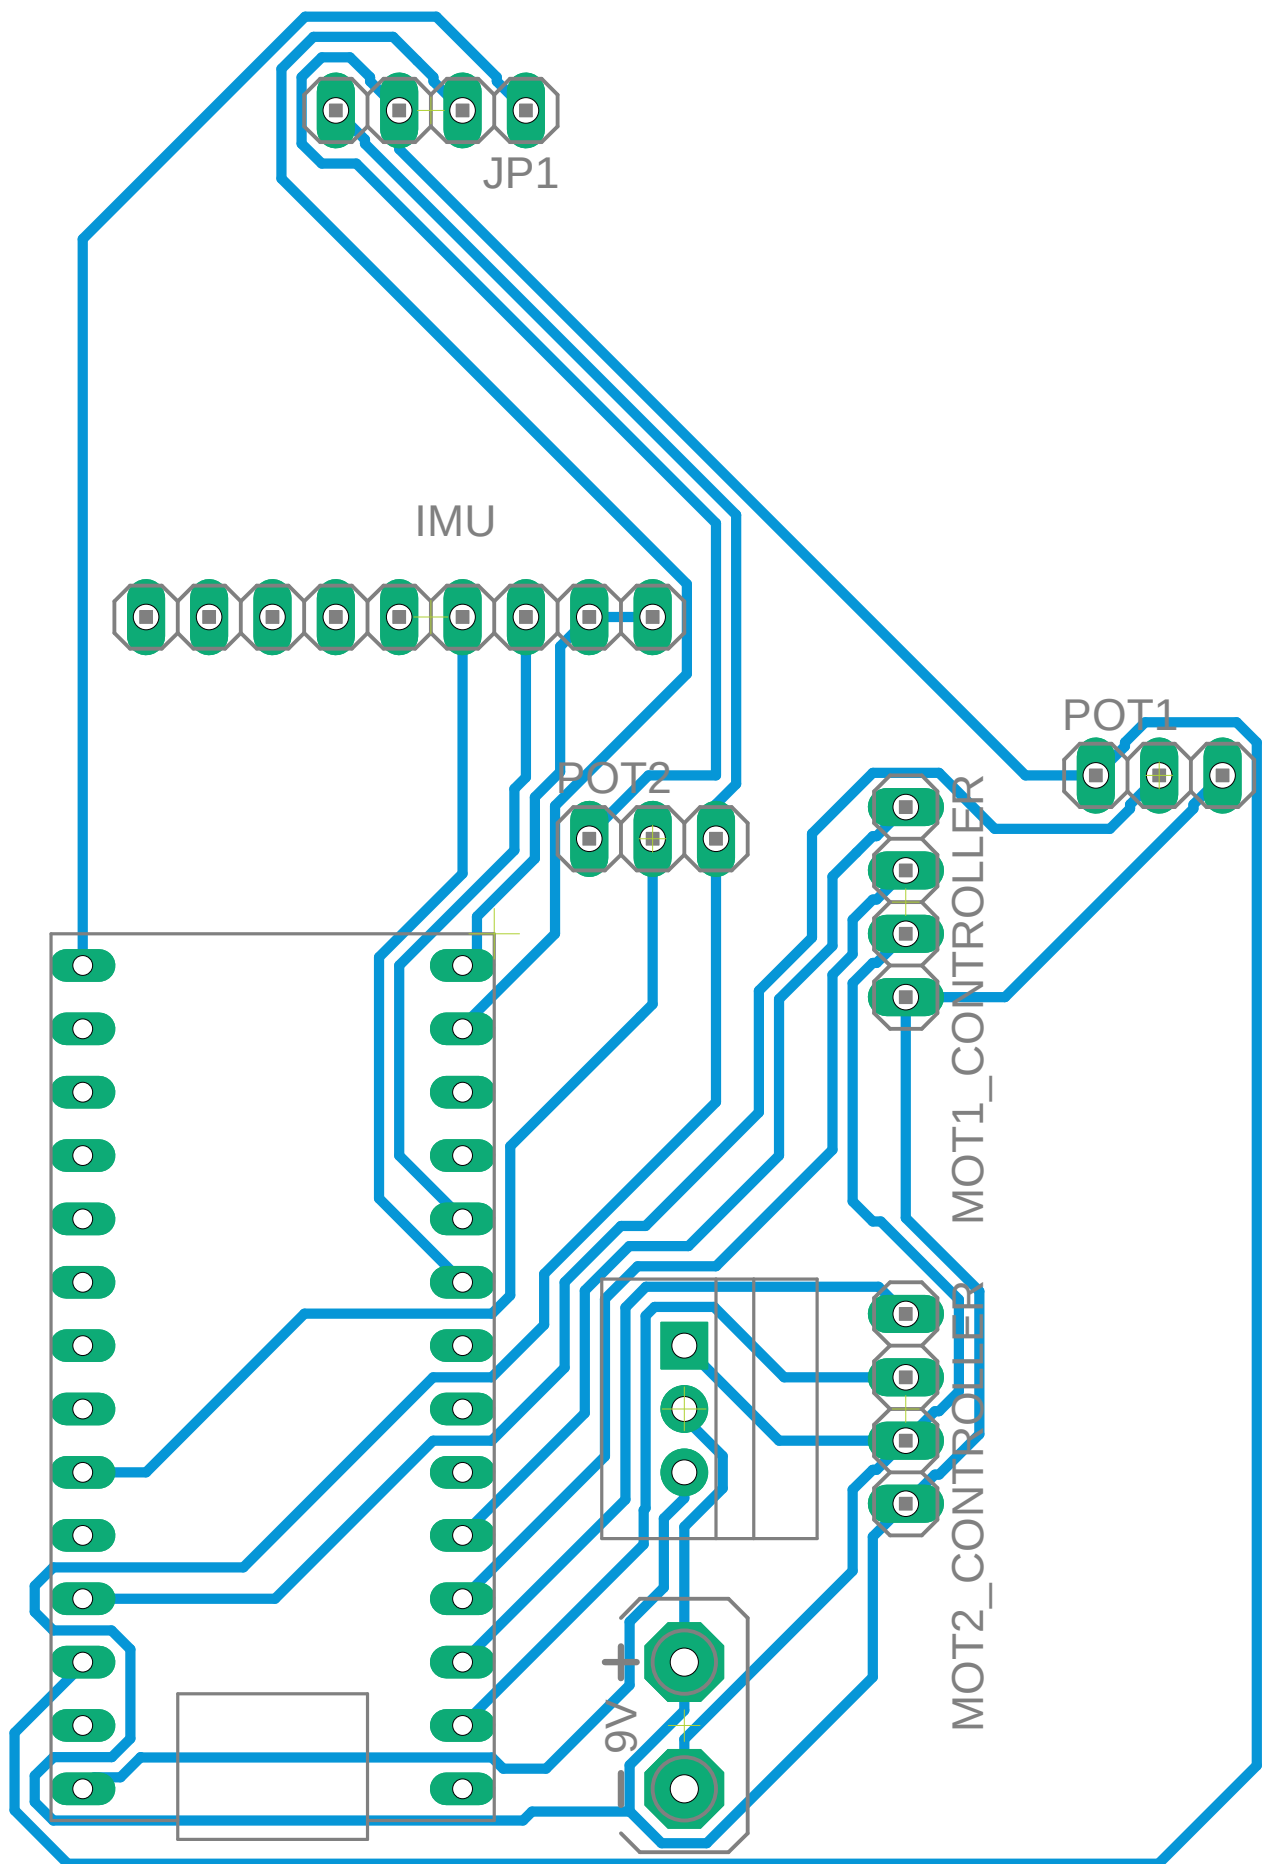 JP1
IMU
POT1
POT2
MOT1_CONTROLLER
MOT2_CONTROLLER
+
9V
-